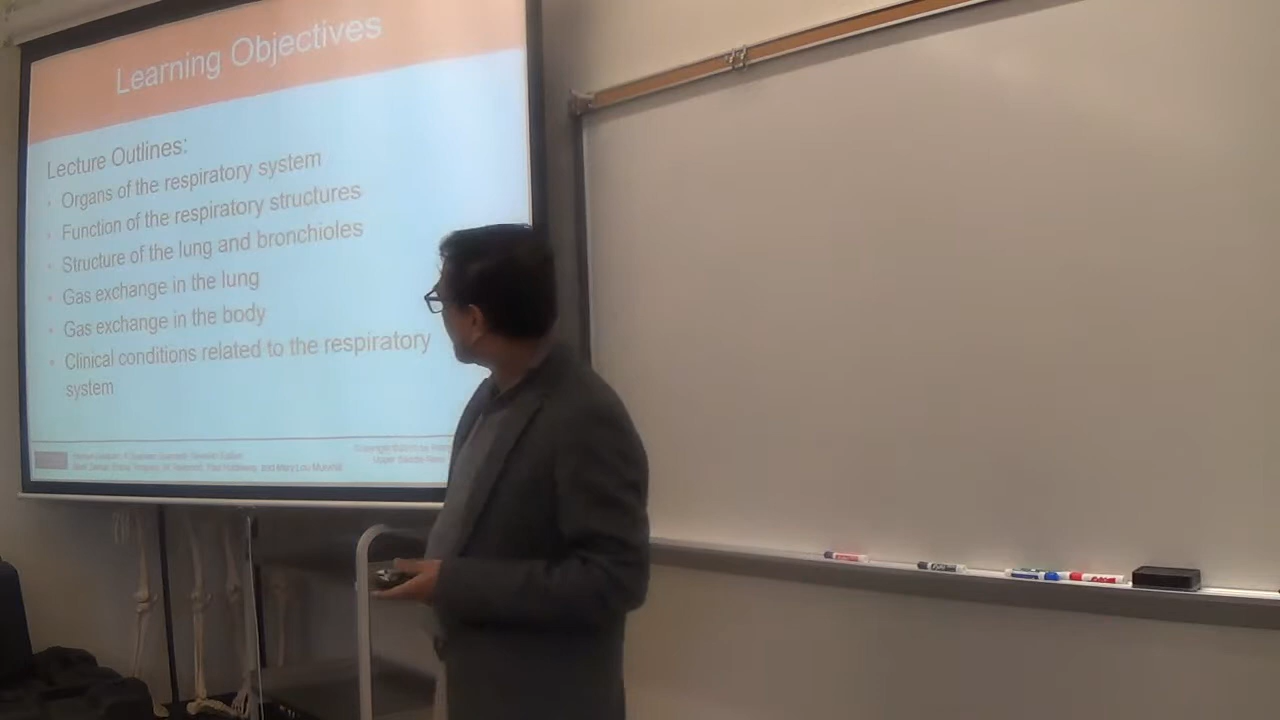 Learning Objectives
Lecture Outlines:
• Organs of the respiratory system
• Function of the respiratory structures
• Structure of the lung and bronchioles
• Gas exchange in the lung
• Gas exchange in the body
• Clinical conditions related to the respiratory
system